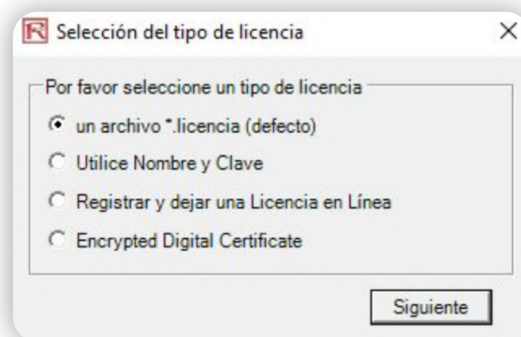 Selección del tipo de licencia
Por favor seleccione un tipo de licencia
un archivo *.licencia (defecto)
Utilice Nombre y Clave
Registrar y dejar una Licencia en Línea
Encrypted Digital Certificate
Siguiente